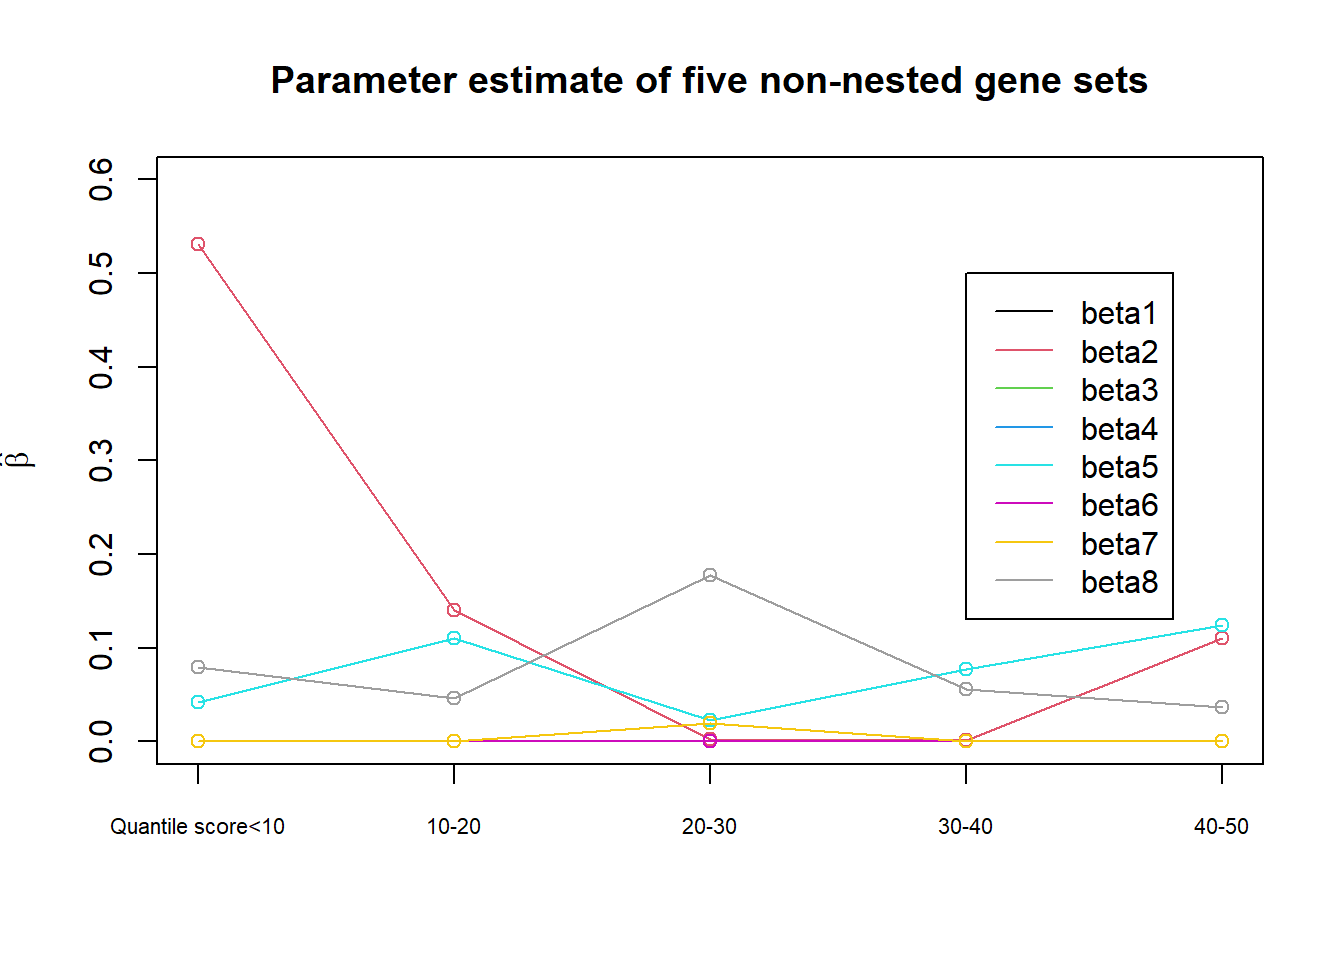 Parameter estimate of five non-nested gene sets
0.6
0.5
0.4
0.3
0.2
0.1
0.0
β̂
beta1
beta2
beta3
beta4
beta5
beta6
beta7
beta8
Quantile score<10 10-20 20-30 30-40 40-50